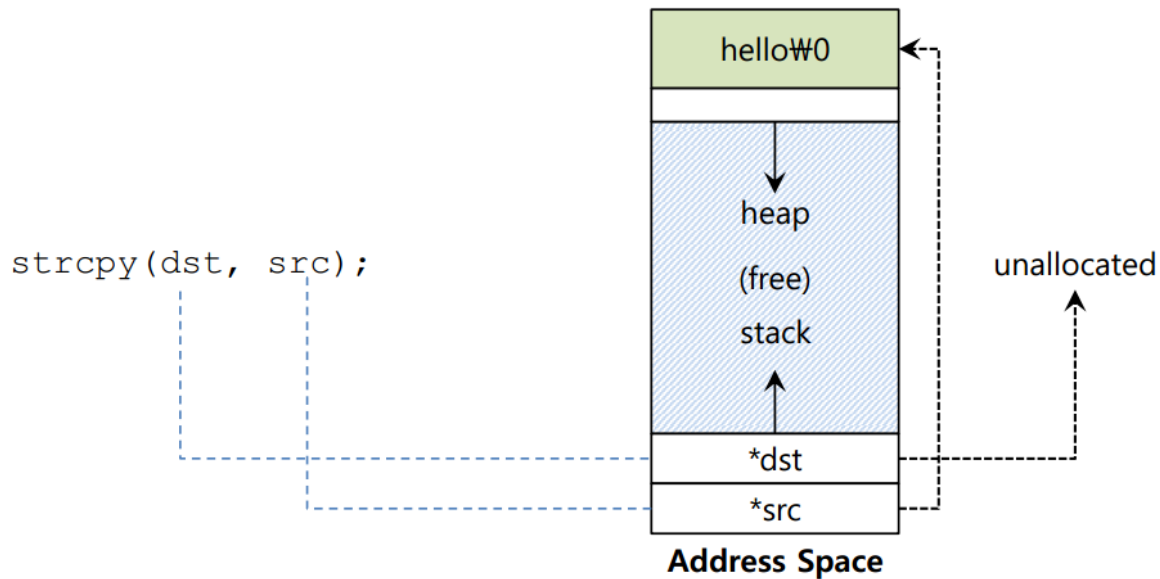 hello₩0
heap
strcpy(dst, src);
(free)
unallocated
stack
*dst
*src
Address Space